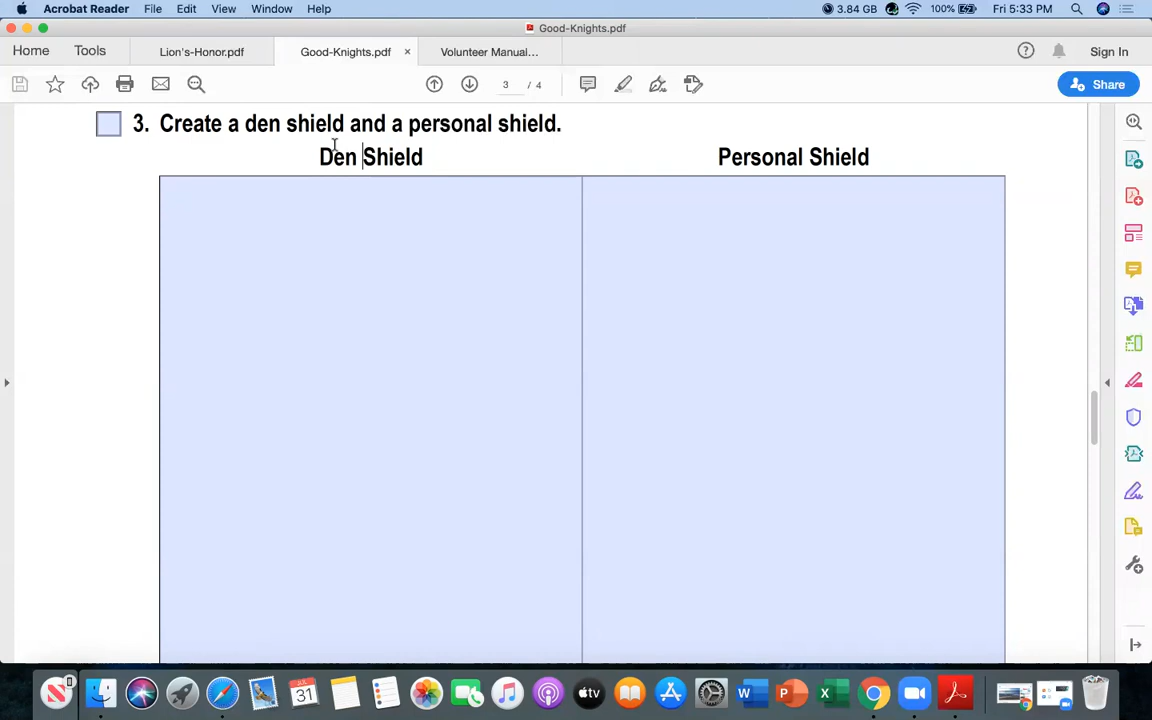 Acrobat Reader File Edit View Window Help 3.84 GB 100% Fri 5:33 PM
Good-Knights.pdf
Home Tools Lion's-Honor.pdf Good-Knights.pdf × Volunteer Manual... Sign In
3 / 4 Share
3. Create a den shield and a personal shield.
Den Shield Personal Shield
JUL
31
W P X